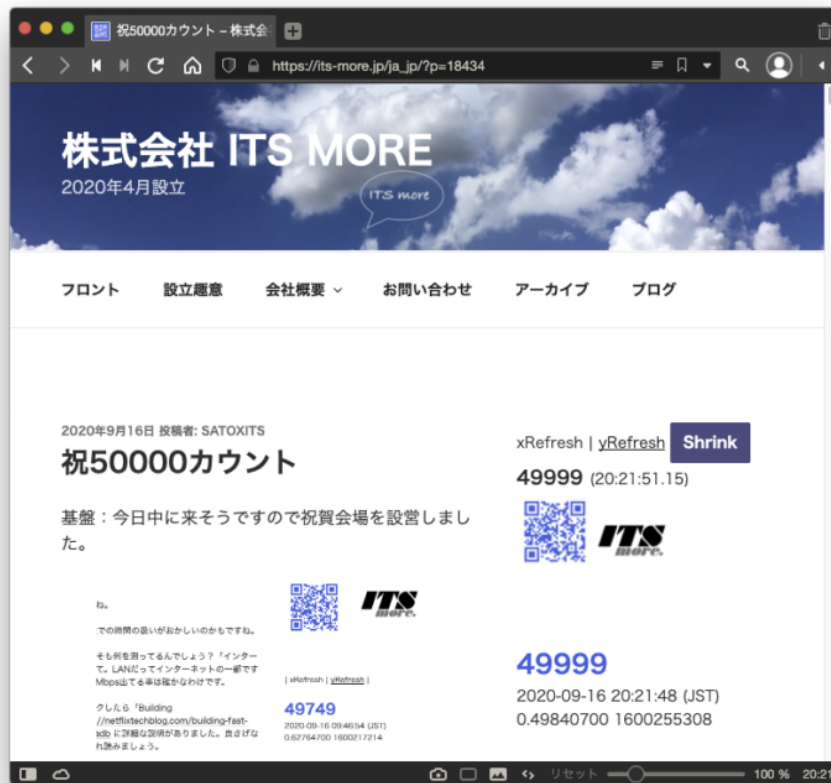 祝50000カウント – 株式会
https://its-more.jp/ja_jp/?p=18434
株式会社 ITS MORE
2020年4月設立
ITS more
フロント 設立趣意 会社概要 お問い合わせ アーカイブ ブログ
2020年9月16日 投稿者: SATOXITS
祝50000カウント
基盤：今日中に来そうですので祝賀会場を設営しまし
た。
ね。
:での時間の扱いがおかしいのかもですね。
そも何を測ってるんでしょう？「インター
て。LANだってインターネットの一部です
Mbps出てる事は確かなわけです。
クしたら「Building
//netflixtechblog.com/building-fast-
sdb に詳細な説明がありました。良さげな
れ読みましょう。
ITS
more.
| xRefresh | yRefresh |
49749
2020-09-16 09:46:54 (JST)
0.62764700 1600217214
xRefresh | yRefresh Shrink
49999 (20:21:51.15)
ITS
more.
49999
2020-09-16 20:21:48 (JST)
0.49840700 1600255308
リセット 100 % 20:21